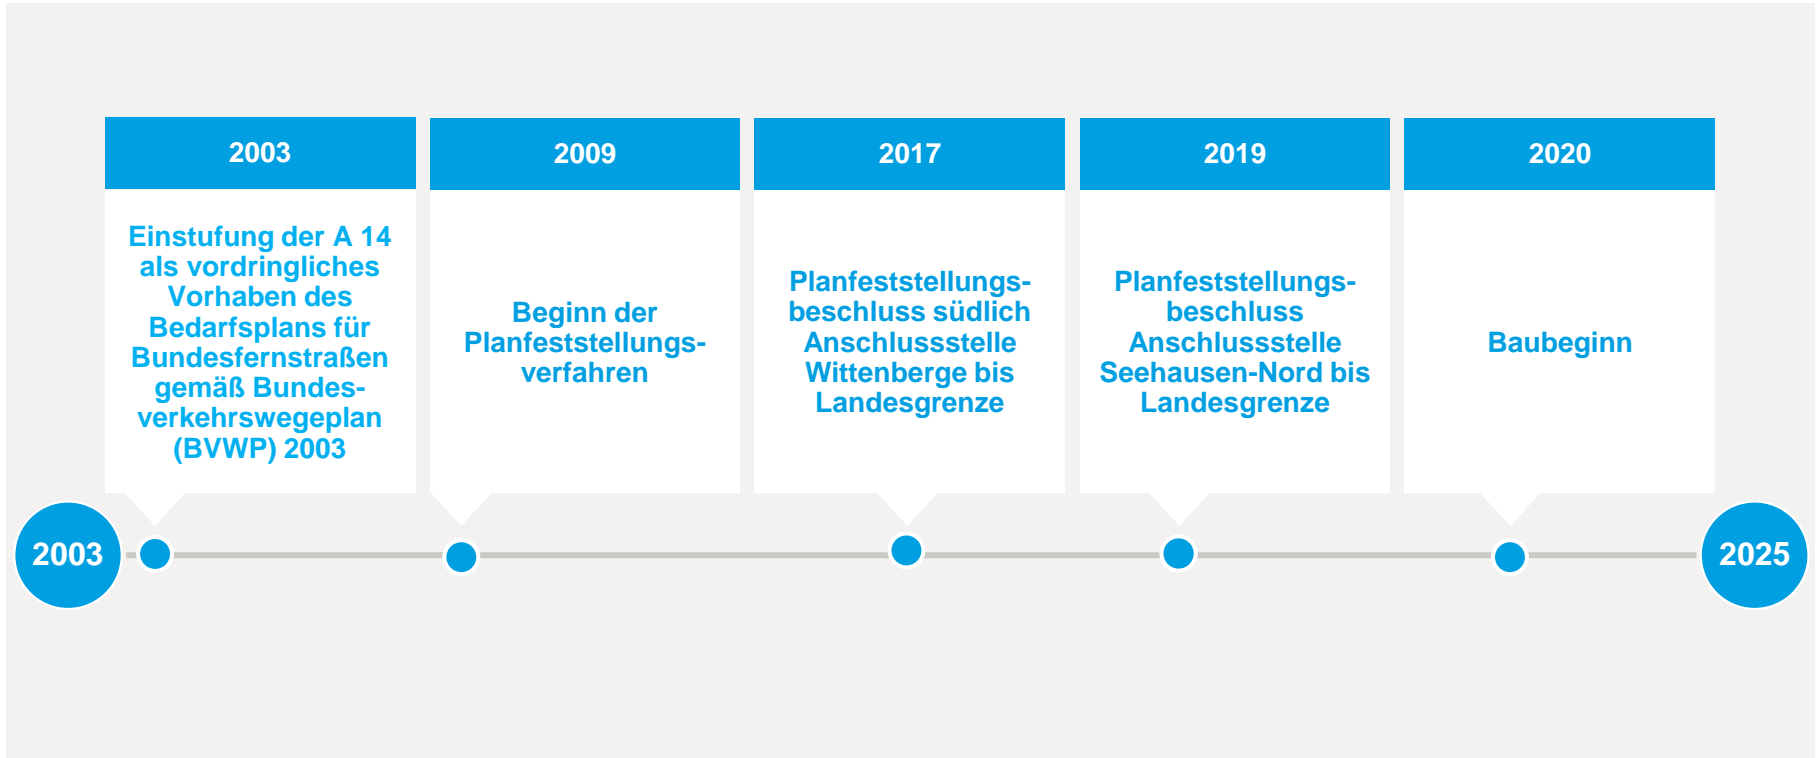 2003
Einstufung der A 14
als vordringliches
Vorhaben des
Bedarfsplans für
Bundesfernstraßen
gemäß Bundes-
verkehrswegeplan
(BVWP) 2003
2009
Beginn der
Planfeststellungs-
verfahren
2017
Planfeststellungs-
beschluss südlich
Anschlussstelle
Wittenberge bis
Landesgrenze
2019
Planfeststellungs-
beschluss
Anschlussstelle
Seehausen-Nord bis
Landesgrenze
2020
Baubeginn
2003
2025